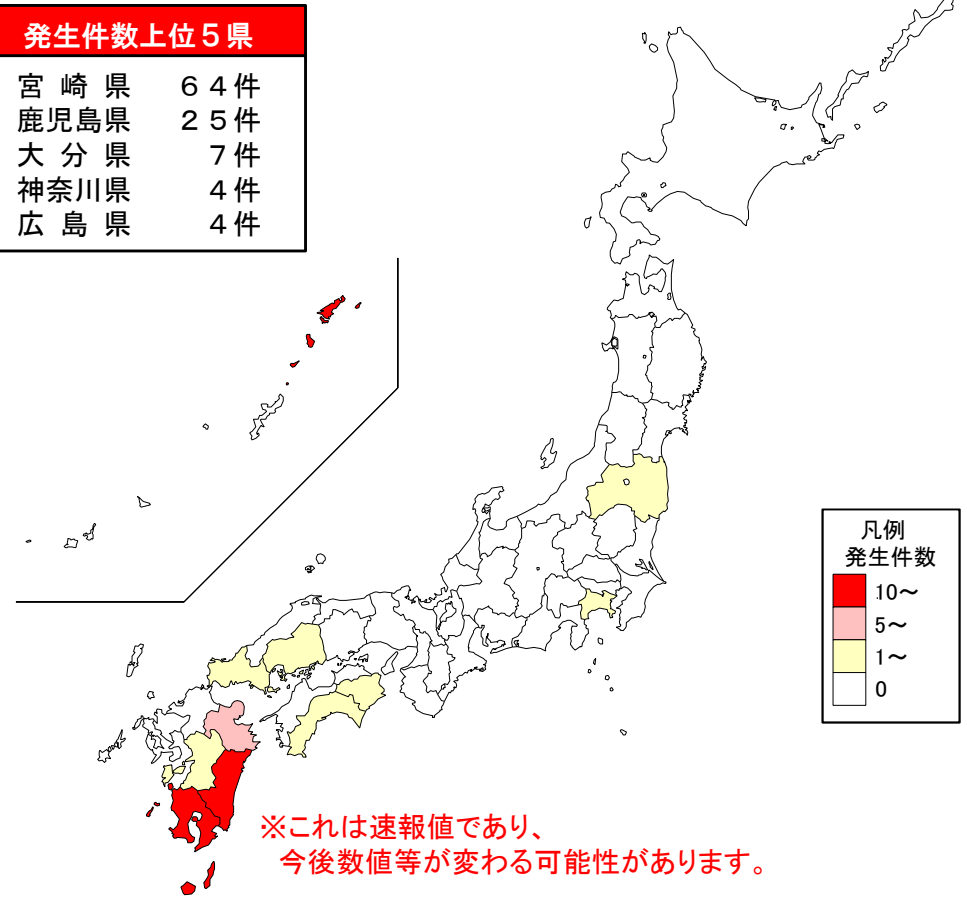 発生件数上位５県
宮崎県 ６４件
鹿児島県 ２５件
大分県 ７件
神奈川県 ４件
広島県 ４件
凡例
発生件数
10～
5～
1～
0
※これは速報値であり、
今後数値等が変わる可能性があります。